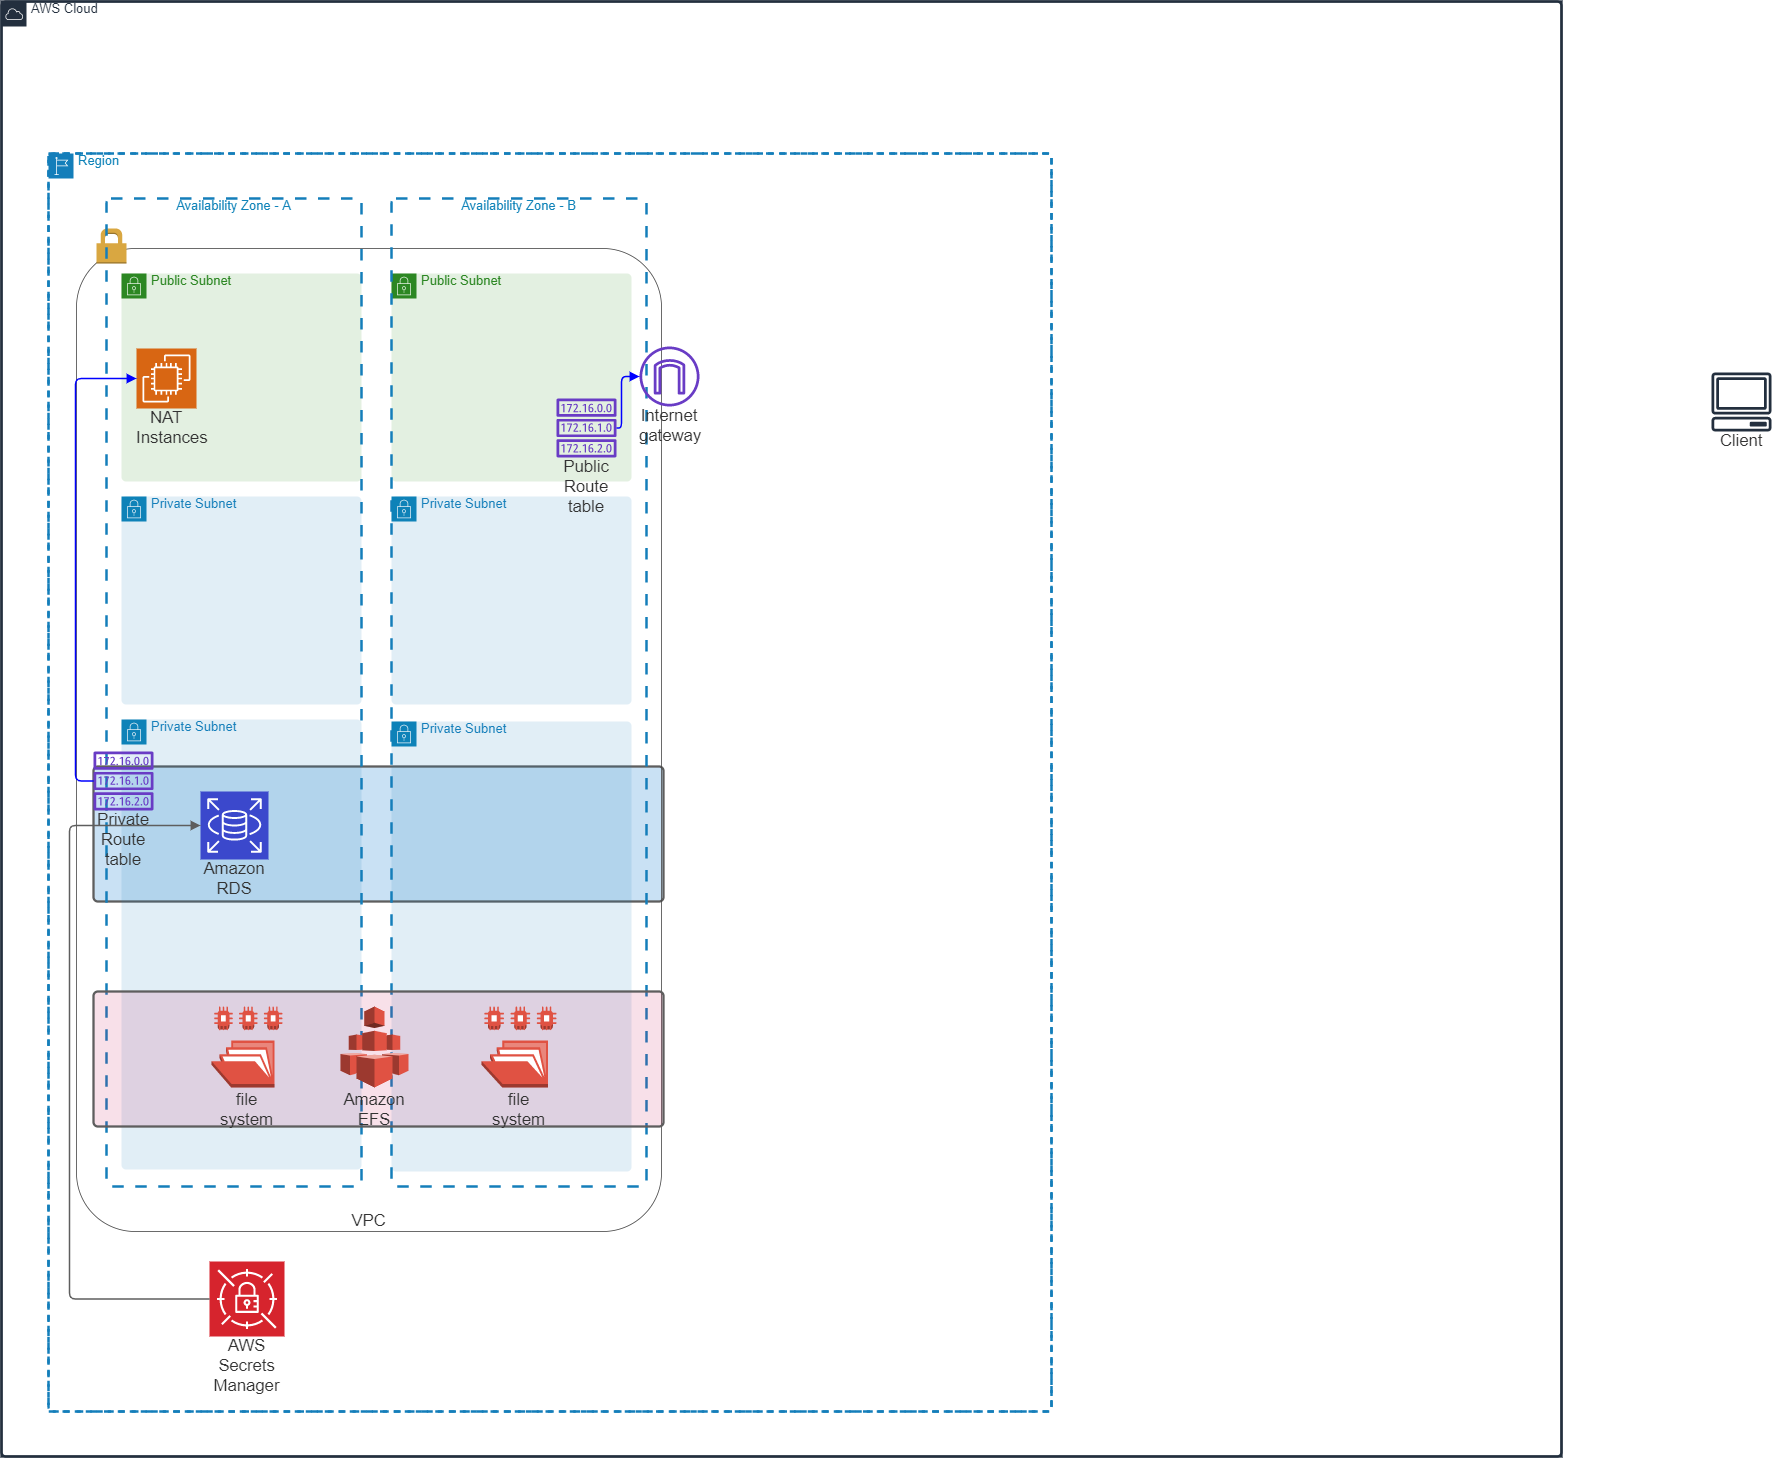 AWS Cloud
Region
Availability Zone - A
Availability Zone - B
Public Subnet
Public Subnet
NAT
Instances
172.16.0.0
172.16.1.0
172.16.2.0
Public
Route
table
Internet
gateway
Client
Private Subnet
Private Subnet
Private Subnet
Private Subnet
172.16.0.0
172.16.1.0
172.16.2.0
Private
Route
table
Amazon
RDS
file
system
Amazon
EFS
file
system
VPC
AWS
Secrets
Manager